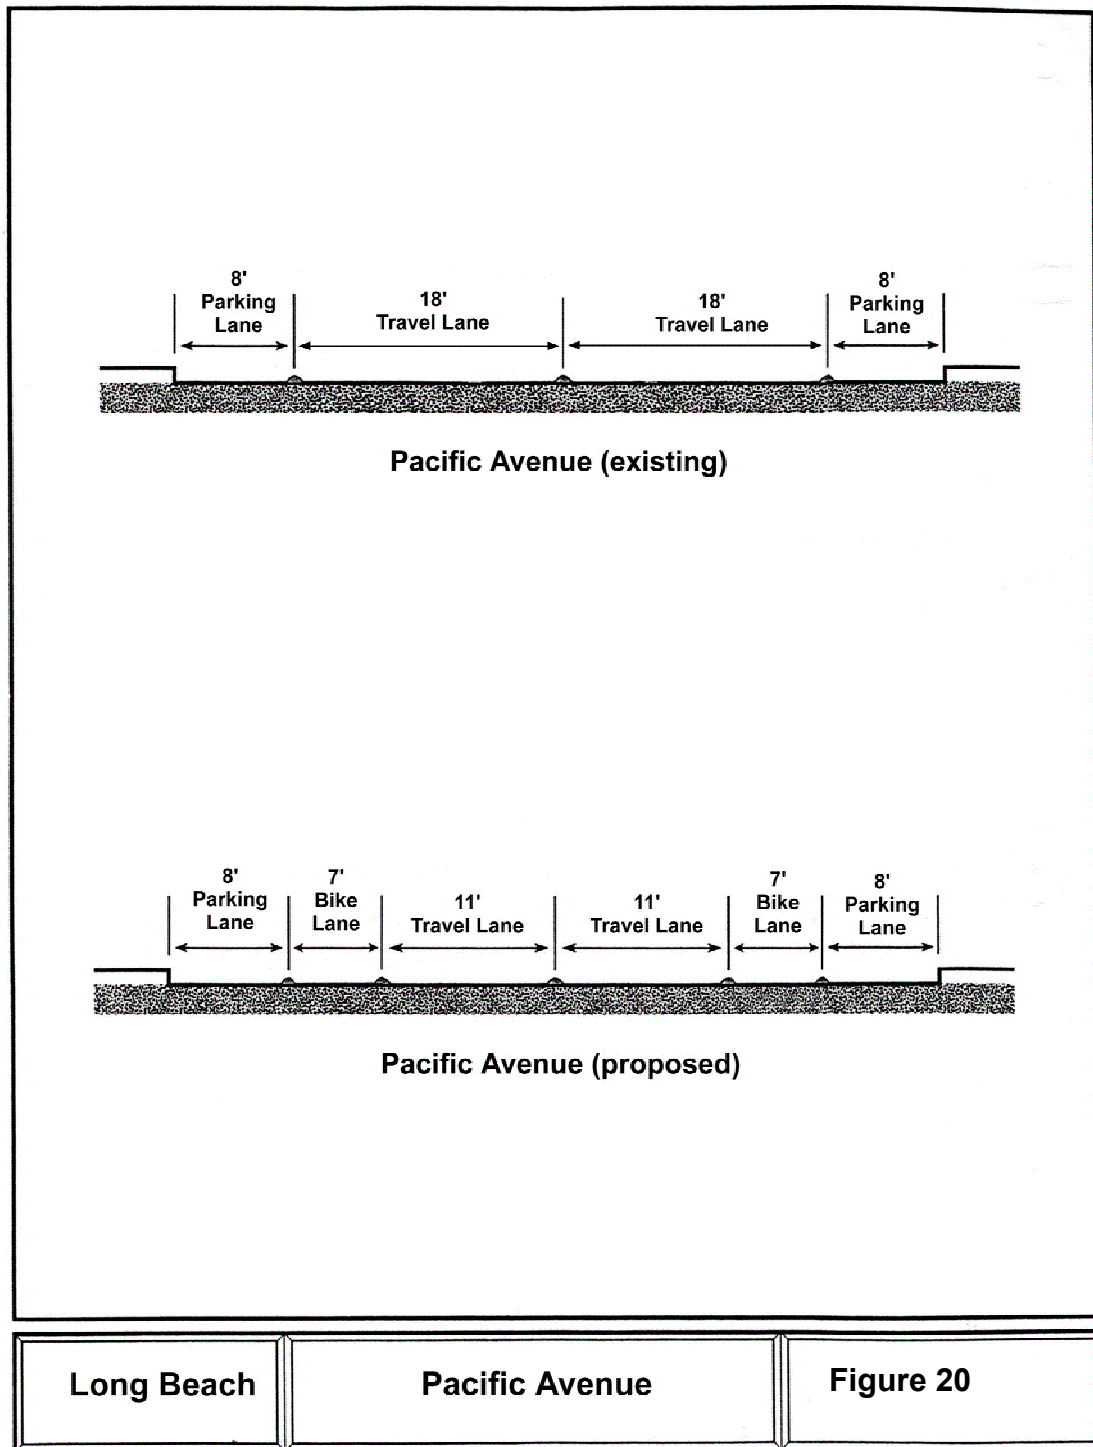 8'
Parking
Lane
18'
Travel Lane
18'
Travel Lane
8'
Parking
Lane
Pacific Avenue (existing)
8'
Parking
Lane
7'
Bike
Lane
11'
Travel Lane
11'
Travel Lane
7'
Bike
Lane
8'
Parking
Lane
Pacific Avenue (proposed)
Long Beach
Pacific Avenue
Figure 20